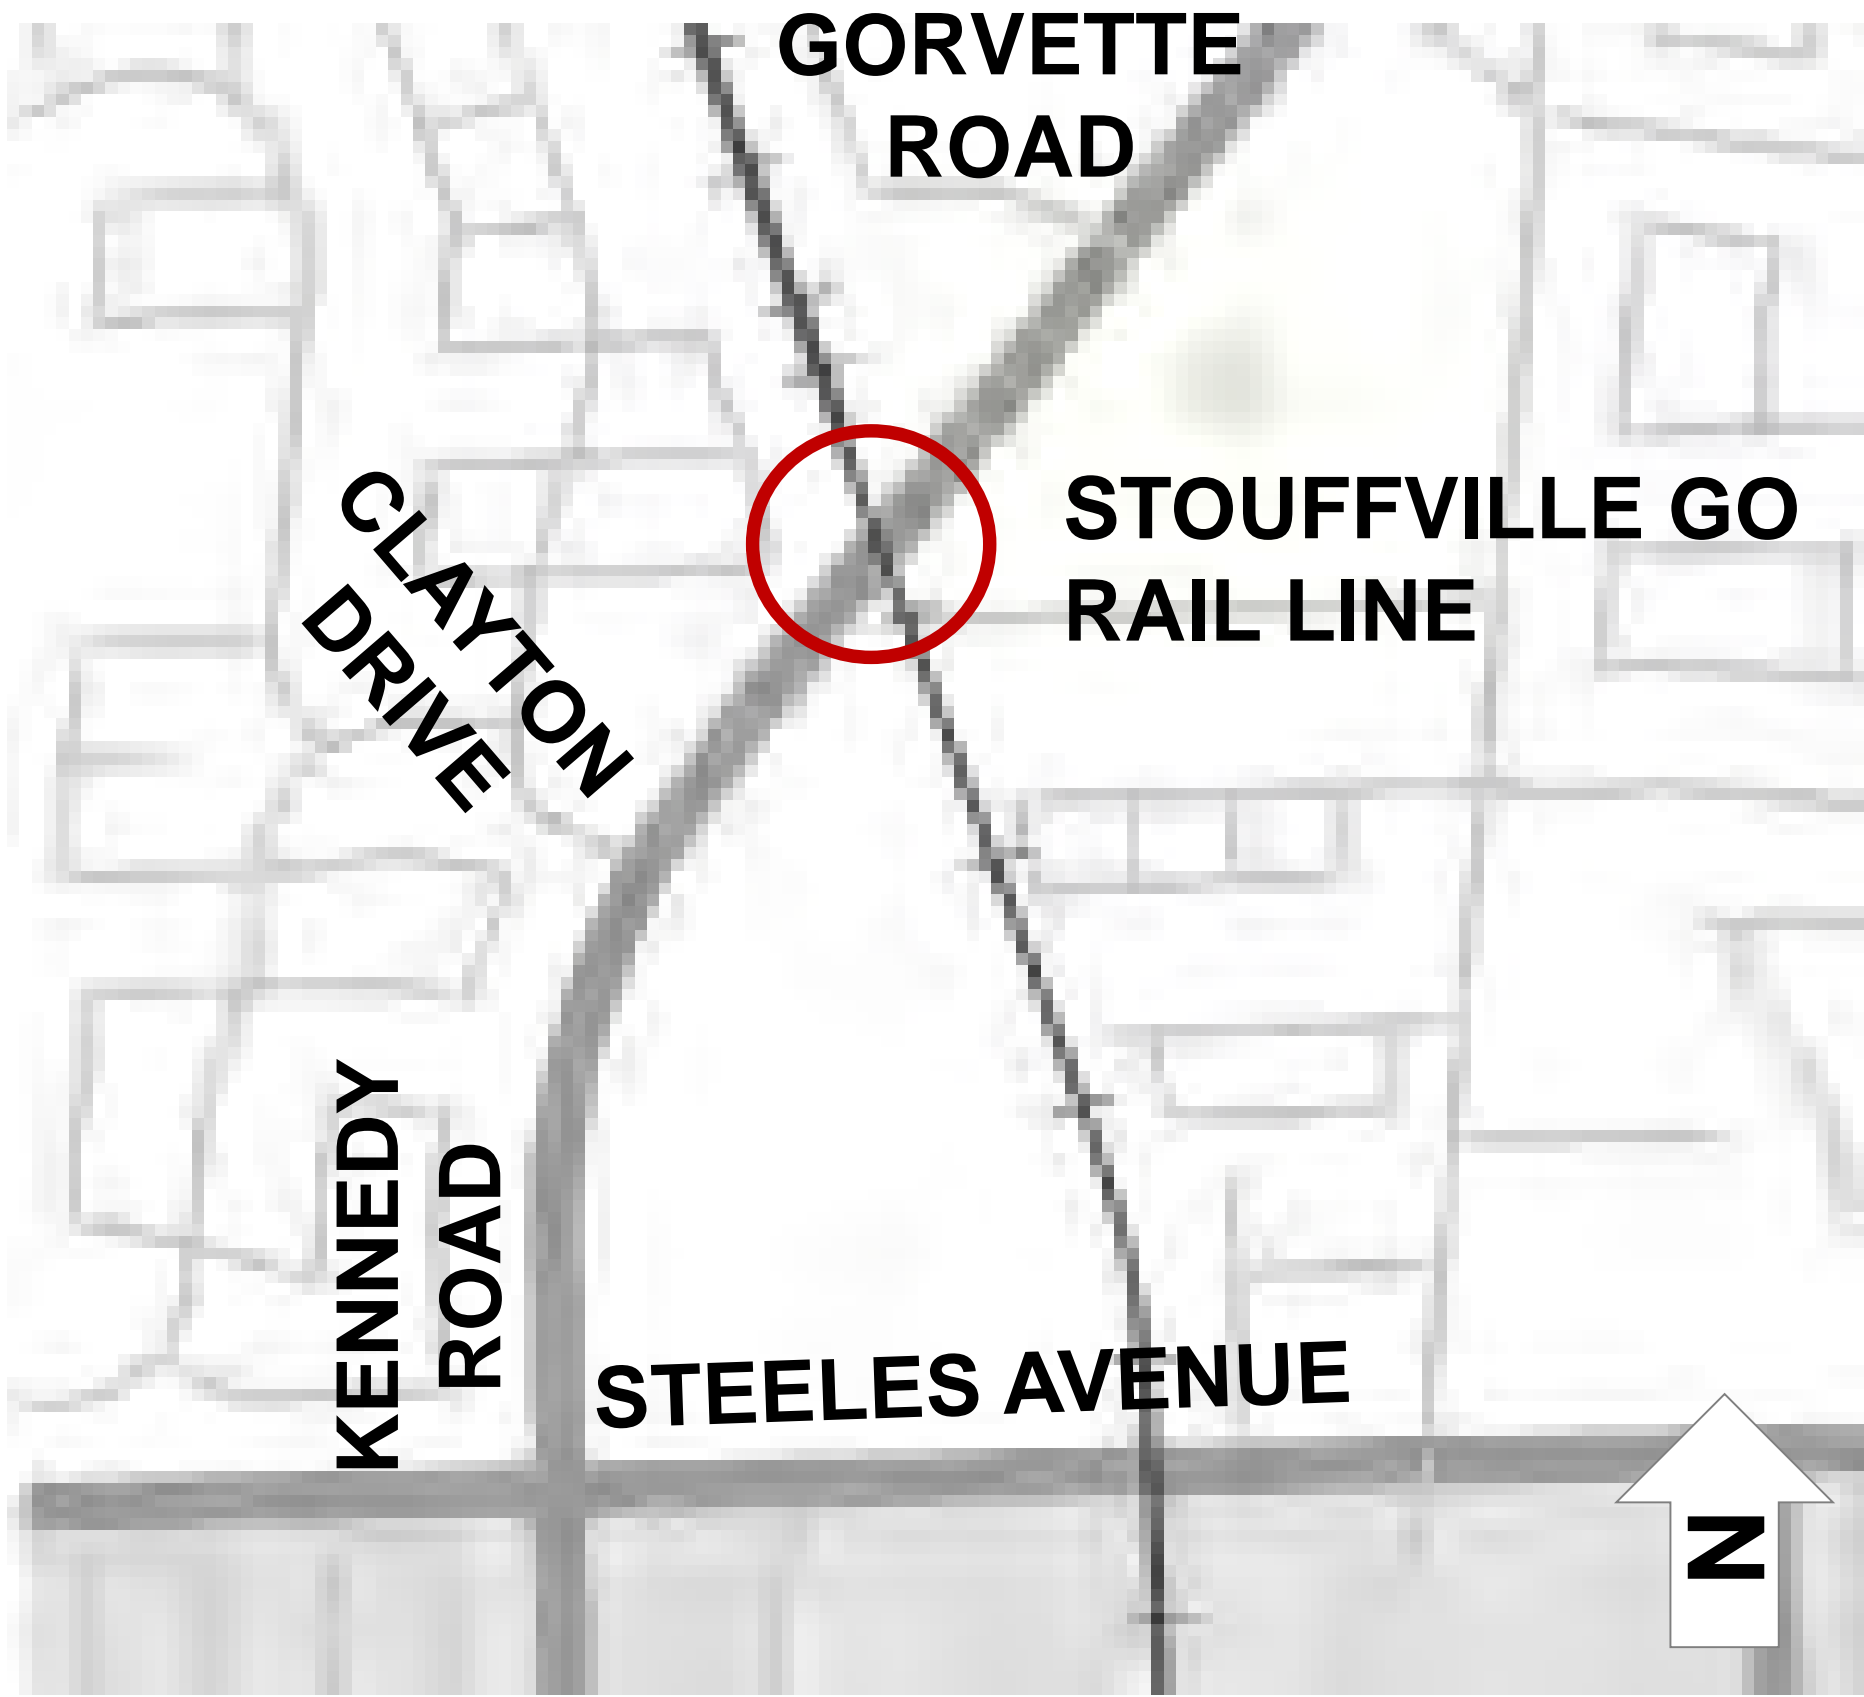 GORVETTE
ROAD
STOUFFVILLE GO
RAIL LINE
CLAYTON
DRIVE
KENNEDY
ROAD
STEELES AVENUE
N